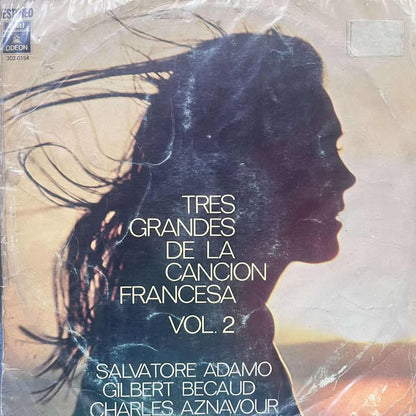 ESTEREO
ODEON
302-0154
TRES
GRANDES
DE LA
CANCION
FRANCESA
VOL. 2
SALVATORE ADAMO
GILBERT BECAUD
CHARLES AZNAVOUR